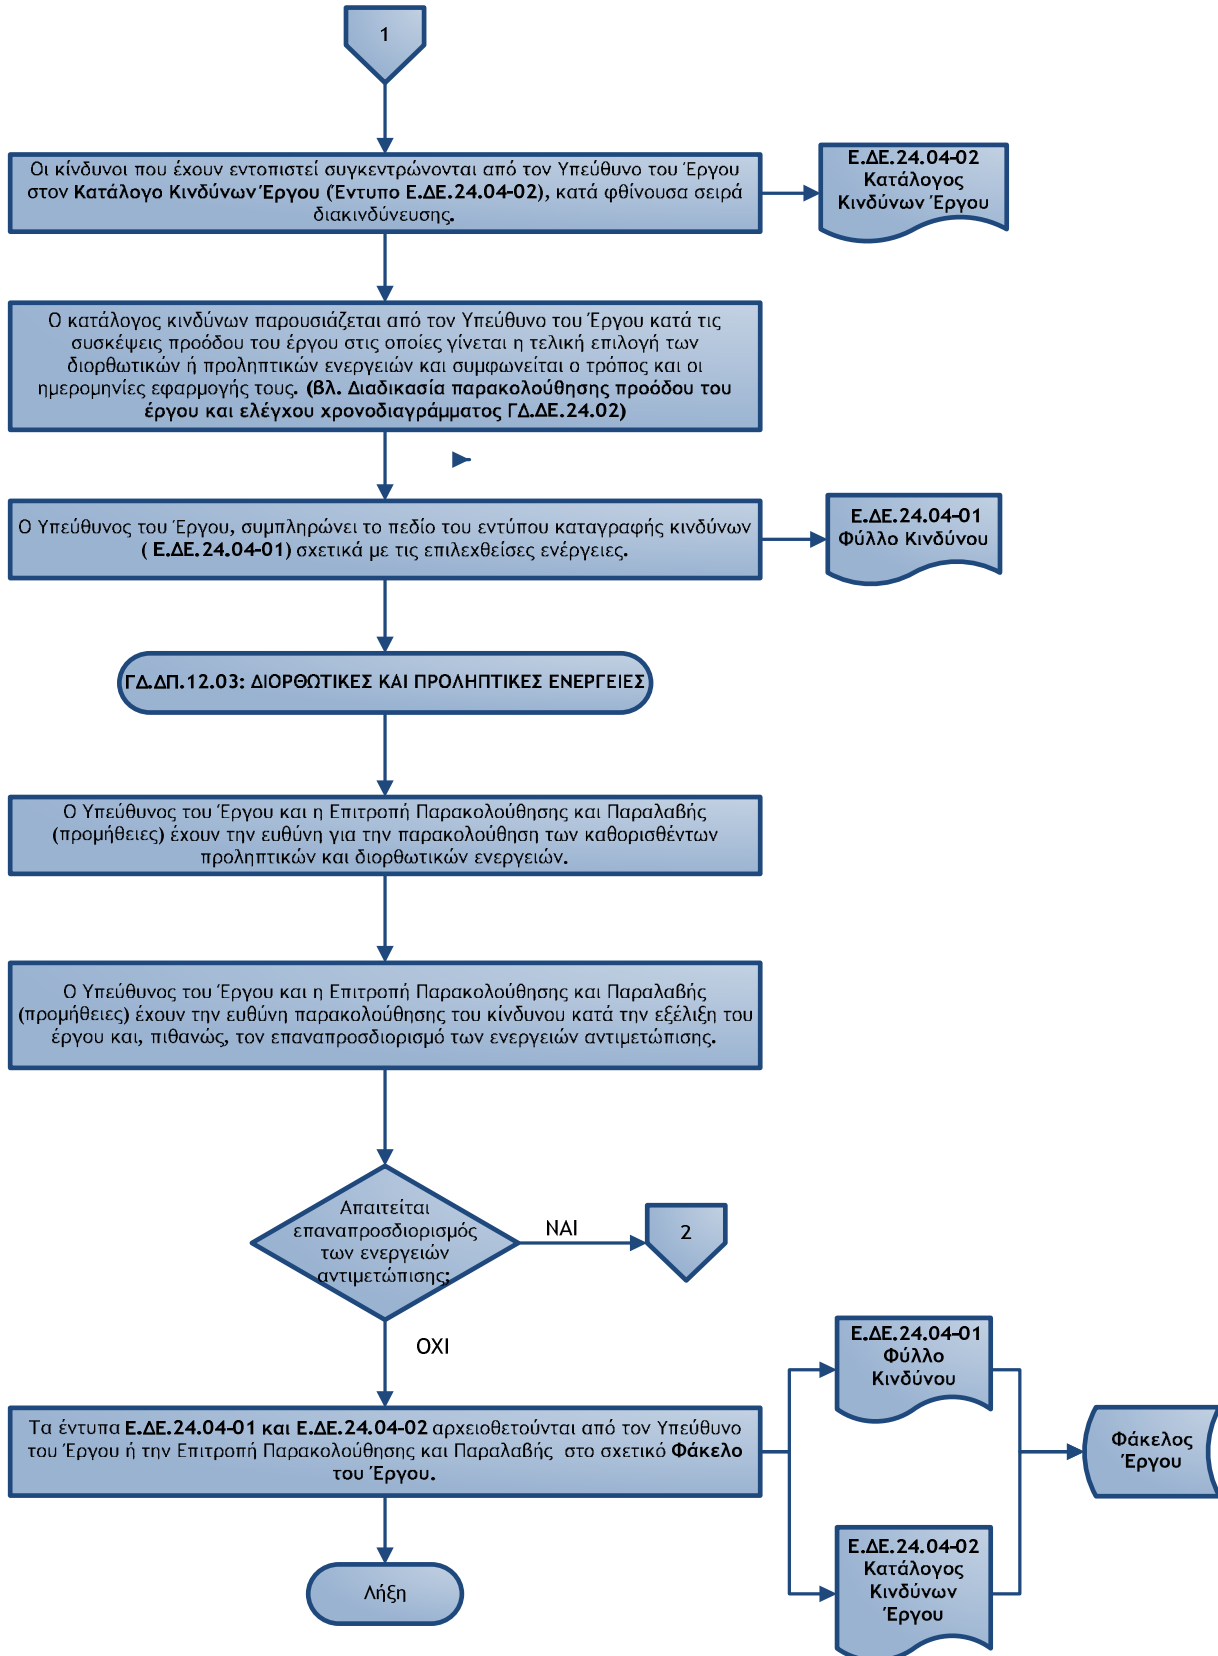 1
Οι κίνδυνοι που έχουν εντοπιστεί συγκεντρώνονται από τον Υπεύθυνο του Έργου
στον Κατάλογο Κινδύνων Έργου (Έντυπο Ε.ΔΕ.24.04-02), κατά φθίνουσα σειρά
διακινδύνευσης.
Ε.ΔΕ.24.04-02
Κατάλογος
Κινδύνων Έργου
Ο κατάλογος κινδύνων παρουσιάζεται από τον Υπεύθυνο του Έργου κατά τις
συσκέψεις προόδου του έργου στις οποίες γίνεται η τελική επιλογή των
διορθωτικών ή προληπτικών ενεργειών και συμφωνείται ο τρόπος και οι
ημερομηνίες εφαρμογής τους. (βλ. Διαδικασία παρακολούθησης προόδου του
έργου και ελέγχου χρονοδιαγράμματος ΓΔ.ΔΕ.24.02)
Ο Υπεύθυνος του Έργου, συμπληρώνει το πεδίο του εντύπου καταγραφής κινδύνων
( Ε.ΔΕ.24.04-01) σχετικά με τις επιλεχθείσες ενέργειες.
Ε.ΔΕ.24.04-01
Φύλλο Κινδύνου
ΓΔ.ΔΠ.12.03: ΔΙΟΡΘΩΤΙΚΕΣ ΚΑΙ ΠΡΟΛΗΠΤΙΚΕΣ ΕΝΕΡΓΕΙΕΣ
Ο Υπεύθυνος του Έργου και η Επιτροπή Παρακολούθησης και Παραλαβής
(προμήθειες) έχουν την ευθύνη για την παρακολούθηση των καθορισθέντων
προληπτικών και διορθωτικών ενεργειών.
Ο Υπεύθυνος του Έργου και η Επιτροπή Παρακολούθησης και Παραλαβής
(προμήθειες) έχουν την ευθύνη παρακολούθησης του κίνδυνου κατά την εξέλιξη του
έργου και, πιθανώς, τον επαναπροσδιορισμό των ενεργειών αντιμετώπισης.
Απαιτείται
επαναπροσδιορισμός
των ενεργειών
αντιμετώπισης;
ΝΑΙ
2
ΟΧΙ
Τα έντυπα Ε.ΔΕ.24.04-01 και Ε.ΔΕ.24.04-02 αρχειοθετούνται από τον Υπεύθυνο
του Έργου ή την Επιτροπή Παρακολούθησης και Παραλαβής στο σχετικό Φάκελο
του Έργου.
Ε.ΔΕ.24.04-01
Φύλλο
Κινδύνου
Φάκελος
Έργου
Ε.ΔΕ.24.04-02
Κατάλογος
Κινδύνων
Έργου
Λήξη